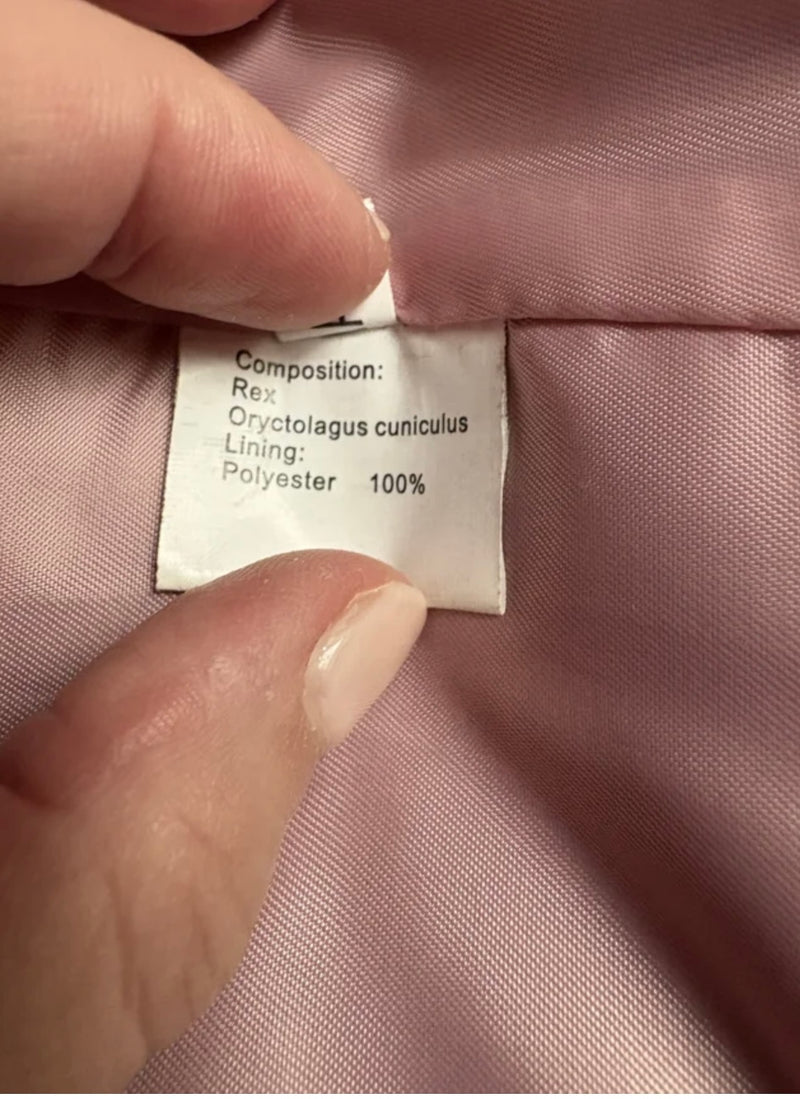 Composition:
Rex
Oryctolagus cuniculus
Lining:
Polyester 100%